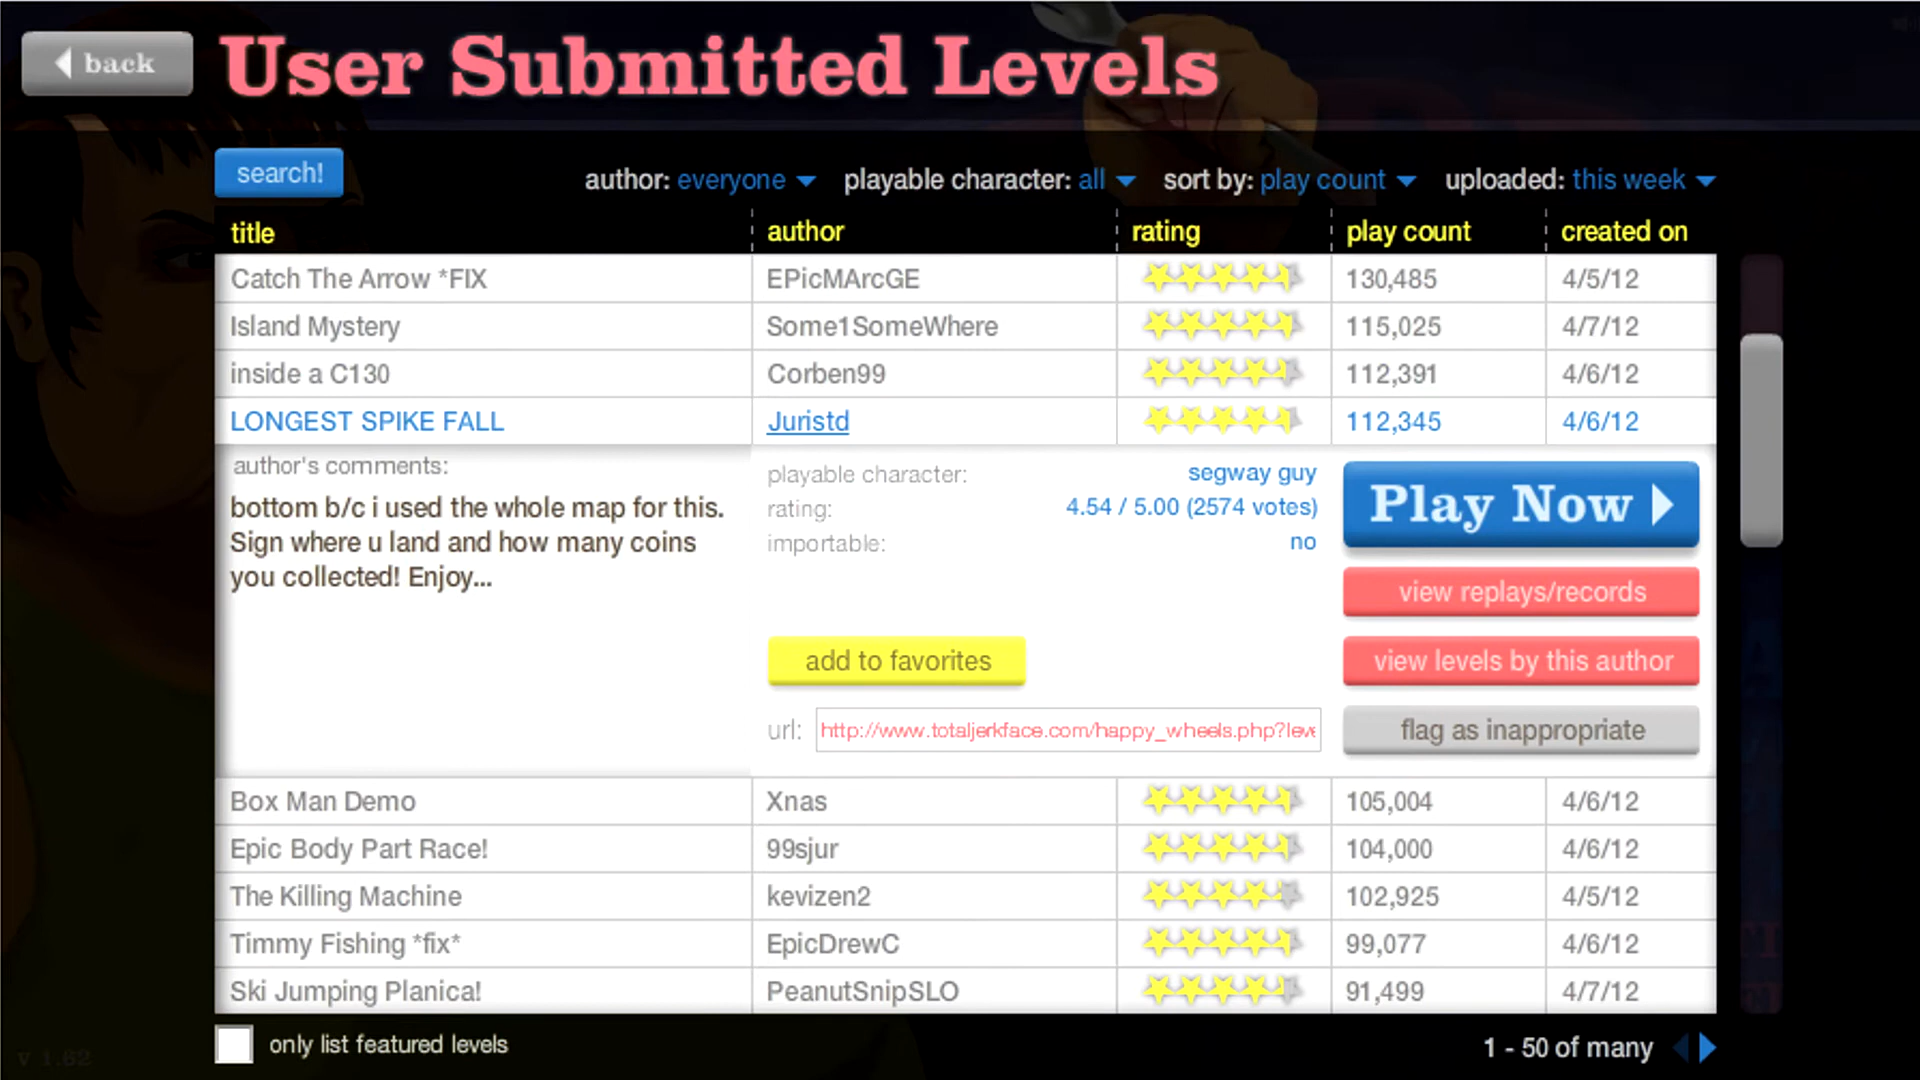 back
User Submitted Levels
search!
author: everyone
playable character: all
sort by: play count
uploaded: this week
title
author
rating
play count
created on
Catch The Arrow *FIX EPicMArcGE 130,485 4/5/12
Island Mystery Some1SomeWhere 115,025 4/7/12
inside a C130 Corben99 112,391 4/6/12
LONGEST SPIKE FALL Juristd 112,345 4/6/12
author's comments:
bottom b/c i used the whole map for this.
Sign where u land and how many coins
you collected! Enjoy...
playable character: segway guy
rating: 4.54 / 5.00 (2574 votes)
importable: no
add to favorites
url: http://www.totaljerkface.com/happy_wheels.php?leve
Play Now
view replays/records
view levels by this author
flag as inappropriate
Box Man Demo Xnas 105,004 4/6/12
Epic Body Part Race! 99sjur 104,000 4/6/12
The Killing Machine kevizen2 102,925 4/5/12
Timmy Fishing *fix* EpicDrewC 99,077 4/6/12
Ski Jumping Planica! PeanutSnipSLO 91,499 4/7/12
only list featured levels
1 - 50 of many
v 1.62